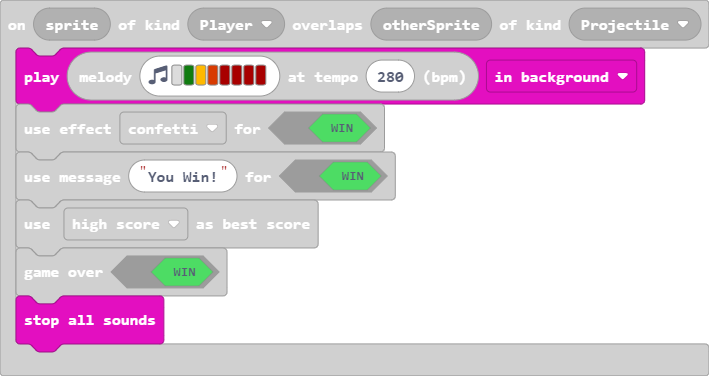 on sprite of kind Player overlaps otherSprite of kind Projectile
play melody at tempo 280 (bpm) in background
use effect confetti for WIN
use message "You Win!" for WIN
use high score as best score
game over WIN
stop all sounds